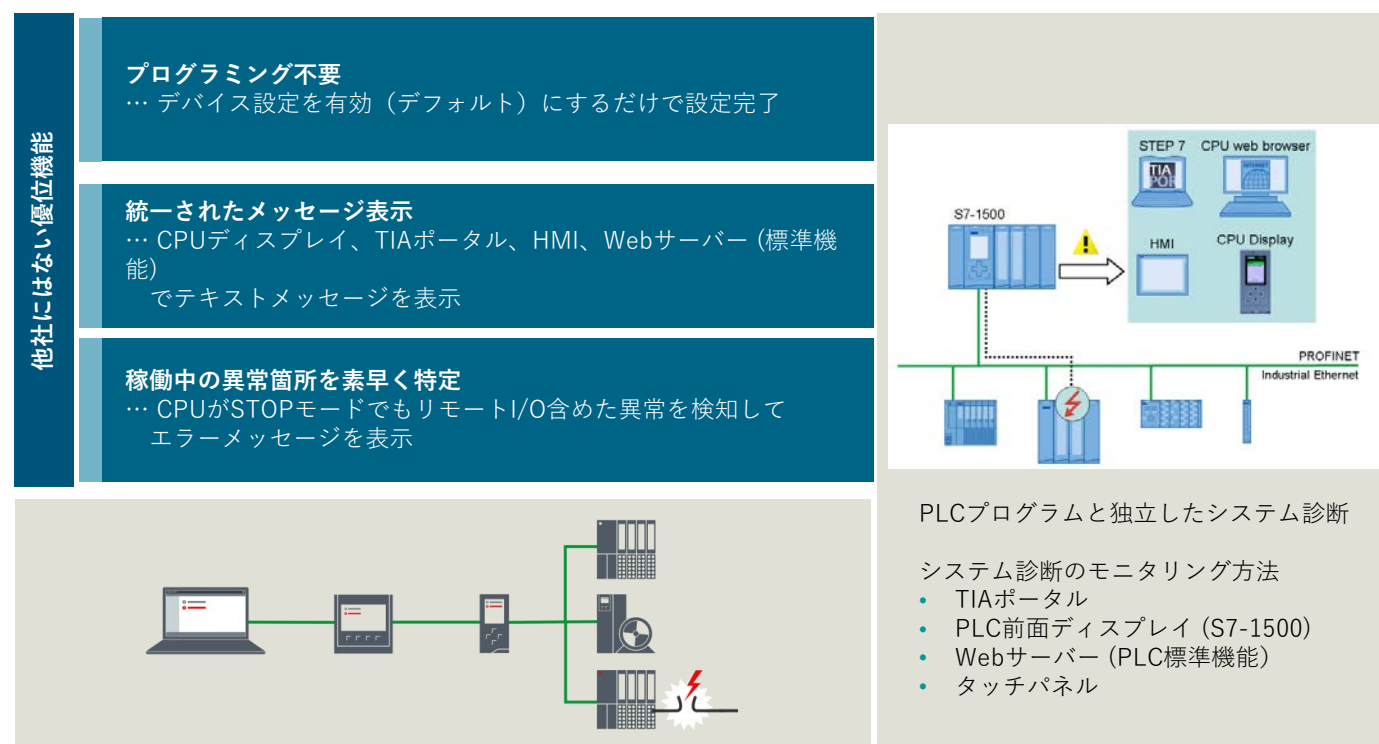 他社にはない優位機能
プログラミング不要
… デバイス設定を有効（デフォルト）にするだけで設定完了
統一されたメッセージ表示
… CPUディスプレイ、TIAポータル、HMI、Webサーバー (標準機
能)
でテキストメッセージを表示
稼働中の異常箇所を素早く特定
… CPUがSTOPモードでもリモートI/O含めた異常を検知して
エラーメッセージを表示
STEP 7
CPU web browser
TIA
POR
INTERNET
S7-1500
HMI
CPU Display
PROFINET
Industrial Ethernet
PLCプログラムと独立したシステム診断
システム診断のモニタリング方法
• TIAポータル
• PLC前面ディスプレイ (S7-1500)
• Webサーバー (PLC標準機能)
• タッチパネル